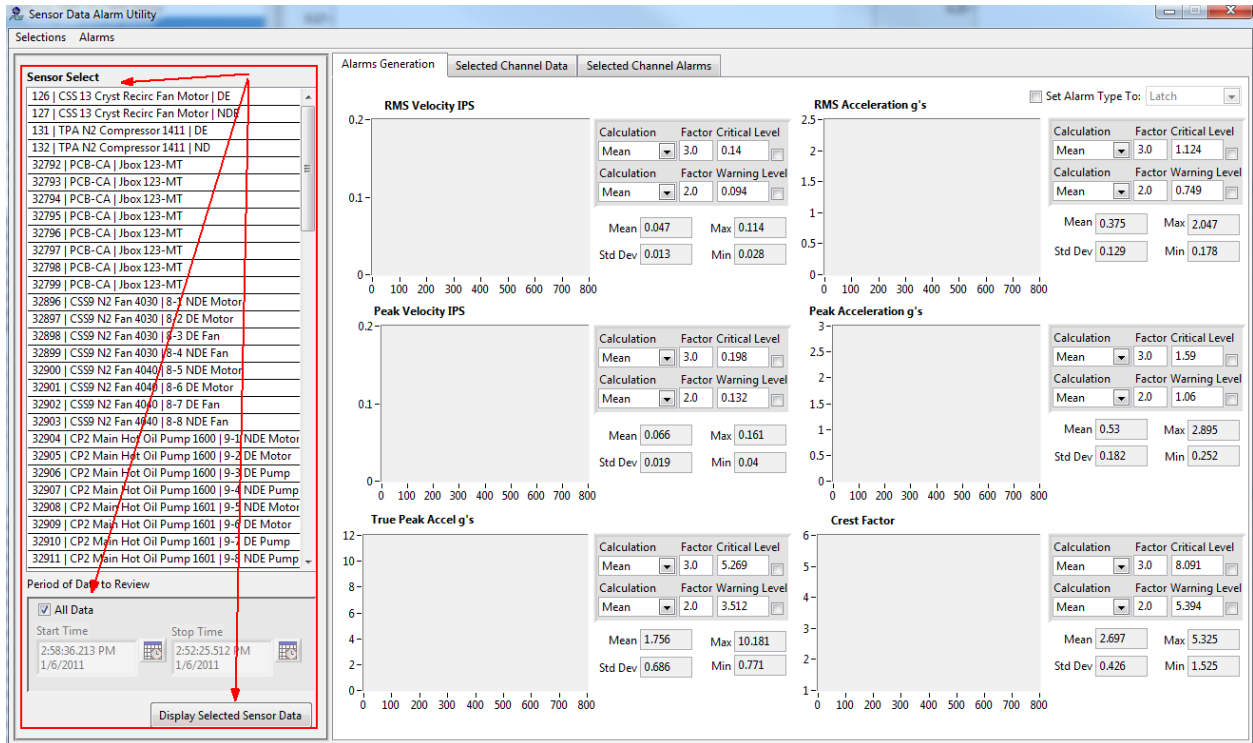 Sensor Data Alarm Utility
Selections Alarms
Sensor Select
126 | CSS 13 Cryst Recirc Fan Motor | DE
127 | CSS 13 Cryst Recirc Fan Motor | NDE
131 | TPA N2 Compressor 1411 | DE
132 | TPA N2 Compressor 1411 | ND
32792 | PCB-CA | Jbox 123-MT
32793 | PCB-CA | Jbox 123-MT
32794 | PCB-CA | Jbox 123-MT
32795 | PCB-CA | Jbox 123-MT
32796 | PCB-CA | Jbox 123-MT
32797 | PCB-CA | Jbox 123-MT
32798 | PCB-CA | Jbox 123-MT
32799 | PCB-CA | Jbox 123-MT
32896 | CSS9 N2 Fan 4030 | 8-1 NDE Motor
32897 | CSS9 N2 Fan 4030 | 8-2 DE Motor
32898 | CSS9 N2 Fan 4030 | 8-3 DE Fan
32899 | CSS9 N2 Fan 4030 | 8-4 NDE Fan
32900 | CSS9 N2 Fan 4040 | 8-5 NDE Motor
32901 | CSS9 N2 Fan 4040 | 8-6 DE Motor
32902 | CSS9 N2 Fan 4040 | 8-7 DE Fan
32903 | CSS9 N2 Fan 4040 | 8-8 NDE Fan
32904 | CP2 Main Hot Oil Pump 1600 | 9-1 NDE Motor
32905 | CP2 Main Hot Oil Pump 1600 | 9-2 DE Motor
32906 | CP2 Main Hot Oil Pump 1600 | 9-3 DE Pump
32907 | CP2 Main Hot Oil Pump 1600 | 9-4 NDE Pump
32908 | CP2 Main Hot Oil Pump 1601 | 9-5 NDE Motor
32909 | CP2 Main Hot Oil Pump 1601 | 9-6 DE Motor
32910 | CP2 Main Hot Oil Pump 1601 | 9-7 DE Pump
32911 | CP2 Main Hot Oil Pump 1601 | 9-8 NDE Pump
Period of Data to Review
All Data
Start Time Stop Time
2:58:36.213 PM 2:52:25.512 PM
1/6/2011 1/6/2011
Display Selected Sensor Data
Alarms Generation Selected Channel Data Selected Channel Alarms
Set Alarm Type To: Latch
RMS Velocity IPS
0.2
0.1
0
0 100 200 300 400 500 600 700 800
Calculation Factor Critical Level
Mean 3.0 0.14
Calculation Factor Warning Level
Mean 2.0 0.094
Mean 0.047 Max 0.114
Std Dev 0.013 Min 0.028
RMS Acceleration g's
2.5
2
1.5
1
0.5
0
0 100 200 300 400 500 600 700 800
Calculation Factor Critical Level
Mean 3.0 1.124
Calculation Factor Warning Level
Mean 2.0 0.749
Mean 0.375 Max 2.047
Std Dev 0.129 Min 0.178
Peak Velocity IPS
0.2
0.1
0
0 100 200 300 400 500 600 700 800
Calculation Factor Critical Level
Mean 3.0 0.198
Calculation Factor Warning Level
Mean 2.0 0.132
Mean 0.066 Max 0.161
Std Dev 0.019 Min 0.04
Peak Acceleration g's
3
2.5
2
1.5
1
0.5
0
0 100 200 300 400 500 600 700 800
Calculation Factor Critical Level
Mean 3.0 1.59
Calculation Factor Warning Level
Mean 2.0 1.06
Mean 0.53 Max 2.895
Std Dev 0.182 Min 0.252
True Peak Accel g's
12
10
8
6
4
2
0
0 100 200 300 400 500 600 700 800
Calculation Factor Critical Level
Mean 3.0 5.269
Calculation Factor Warning Level
Mean 2.0 3.512
Mean 1.756 Max 10.181
Std Dev 0.686 Min 0.771
Crest Factor
6
5
4
3
2
1
0 100 200 300 400 500 600 700 800
Calculation Factor Critical Level
Mean 3.0 8.091
Calculation Factor Warning Level
Mean 2.0 5.394
Mean 2.697 Max 5.325
Std Dev 0.426 Min 1.525